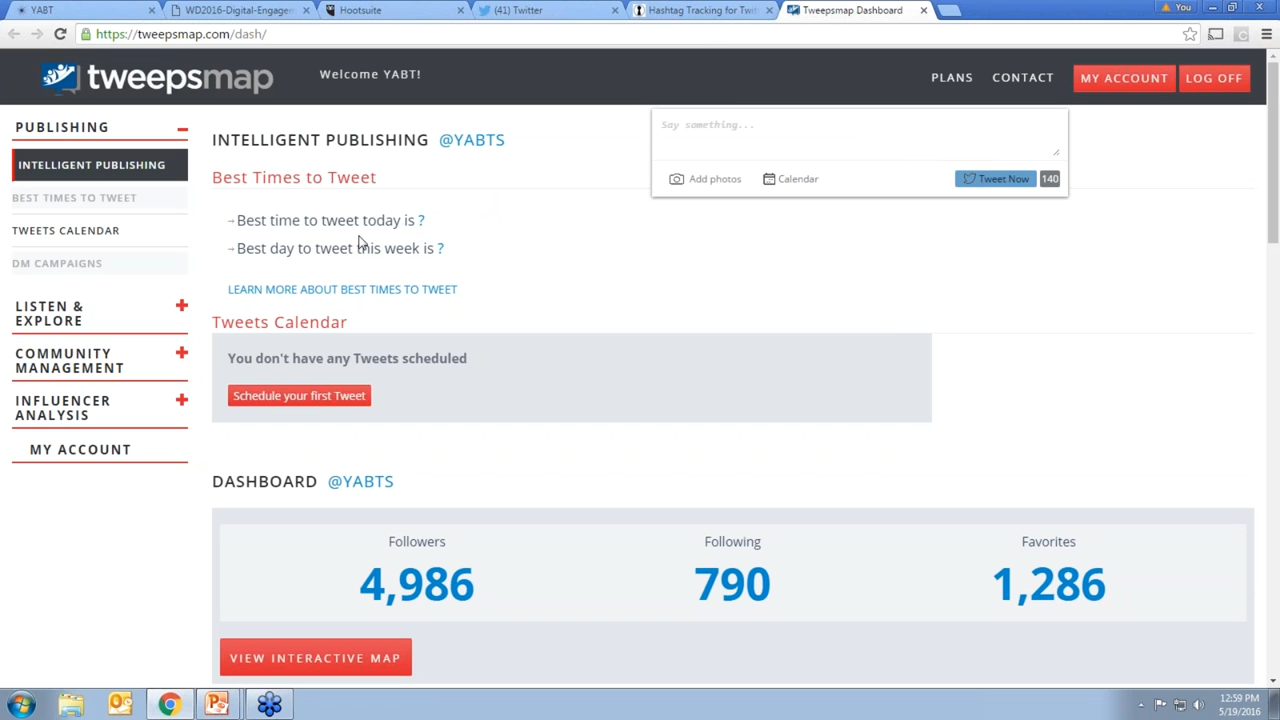 YABT
WD2016-Digital-Engagem
Hootsuite
(41) Twitter
Hashtag Tracking for Twit
Tweepsmap Dashboard
You
https://tweepsmap.com/dash/
tweepsmap
Welcome YABT!
PLANS
CONTACT
MY ACCOUNT
LOG OFF
PUBLISHING
INTELLIGENT PUBLISHING
BEST TIMES TO TWEET
TWEETS CALENDAR
DM CAMPAIGNS
LISTEN &
EXPLORE
COMMUNITY
MANAGEMENT
INFLUENCER
ANALYSIS
MY ACCOUNT
INTELLIGENT PUBLISHING @YABTS
Say something...
Add photos
Calendar
Tweet Now
140
Best Times to Tweet
Best time to tweet today is ?
Best day to tweet this week is ?
LEARN MORE ABOUT BEST TIMES TO TWEET
Tweets Calendar
You don't have any Tweets scheduled
Schedule your first Tweet
DASHBOARD @YABTS
Followers
Following
Favorites
4,986
790
1,286
VIEW INTERACTIVE MAP
12:59 PM
5/19/2016